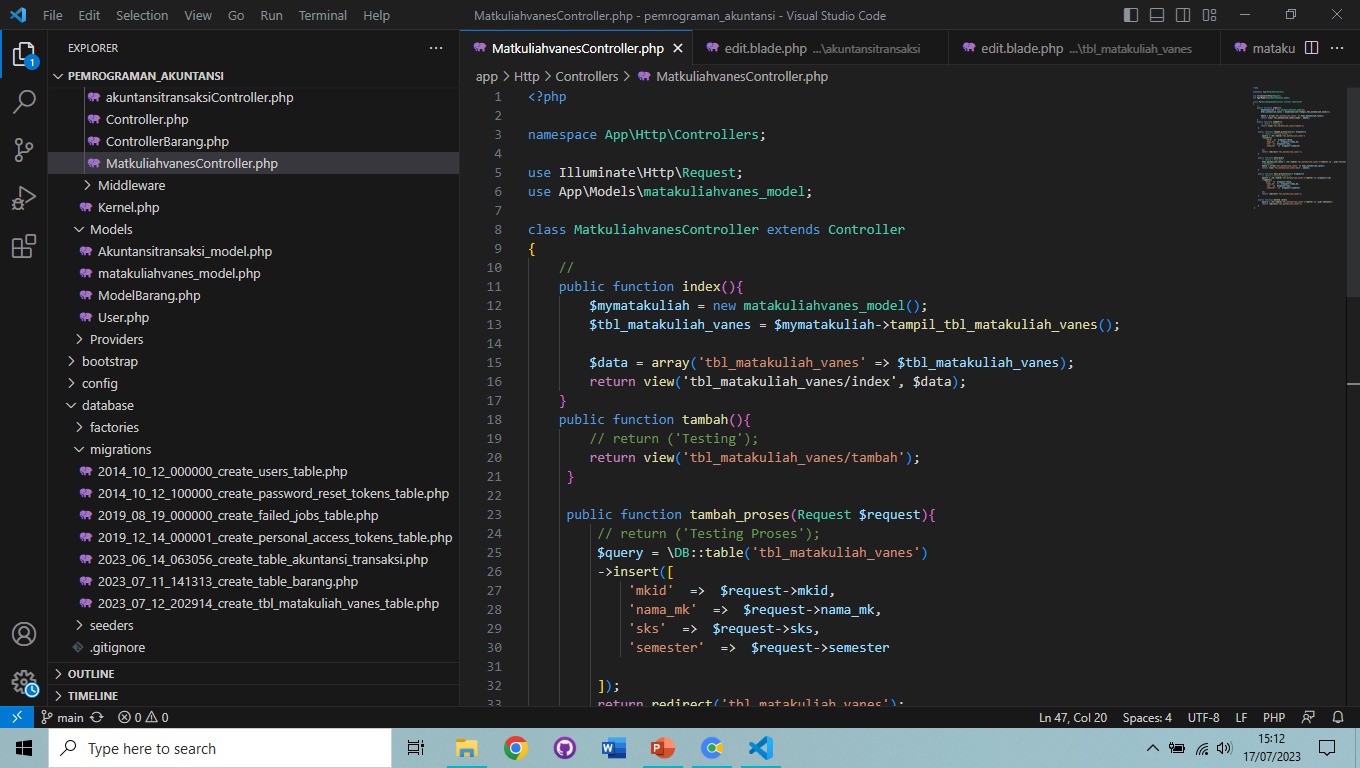 File Edit Selection View Go Run Terminal Help MatkuliahvanesController.php - pemrograman_akuntansi - Visual Studio Code
EXPLORER
PEMROGRAMAN_AKUNTANSI
akuntansitransaksiController.php
Controller.php
ControllerBarang.php
MatkuliahvanesController.php
Middleware
Kernel.php
Models
Akuntansitransaksi_model.php
matakuliahvanes_model.php
ModelBarang.php
User.php
Providers
bootstrap
config
database
factories
migrations
2014_10_12_000000_create_users_table.php
2014_10_12_100000_create_password_reset_tokens_table.php
2019_08_19_000000_create_failed_jobs_table.php
2019_12_14_000001_create_personal_access_tokens_table.php
2023_06_14_063056_create_table_akuntansi_transaksi.php
2023_07_11_141313_create_table_barang.php
2023_07_12_202914_create_tbl_matakuliah_vanes_table.php
seeders
.gitignore
OUTLINE
TIMELINE
MatkuliahvanesController.php edit.blade.php ...\akuntansitransaksi edit.blade.php ...\tbl_matakuliah_vanes mataku
app > Http > Controllers > MatkuliahvanesController.php
1 <?php
2
3 namespace App\Http\Controllers;
4
5 use Illuminate\Http\Request;
6 use App\Models\matakuliahvanes_model;
7
8 class MatkuliahvanesController extends Controller
9 {
10 //
11 public function index(){
12 $mymatakuliah = new matakuliahvanes_model();
13 $tbl_matakuliah_vanes = $mymatakuliah->tampil_tbl_matakuliah_vanes();
14
15 $data = array('tbl_matakuliah_vanes' => $tbl_matakuliah_vanes);
16 return view('tbl_matakuliah_vanes/index', $data);
17 }
18 public function tambah(){
19 // return ('Testing');
20 return view('tbl_matakuliah_vanes/tambah');
21 }
22
23 public function tambah_proses(Request $request){
24 // return ('Testing Proses');
25 $query = \DB::table('tbl_matakuliah_vanes')
26 ->insert([
27 'mkid' => $request->mkid,
28 'nama_mk' => $request->nama_mk,
29 'sks' => $request->sks,
30 'semester' => $request->semester
31
32 ]);
33 return redirect('tbl_matakuliah_vanes');
1
main 0 0 Ln 47, Col 20 Spaces: 4 UTF-8 LF PHP
Type here to search
15:12
17/07/2023